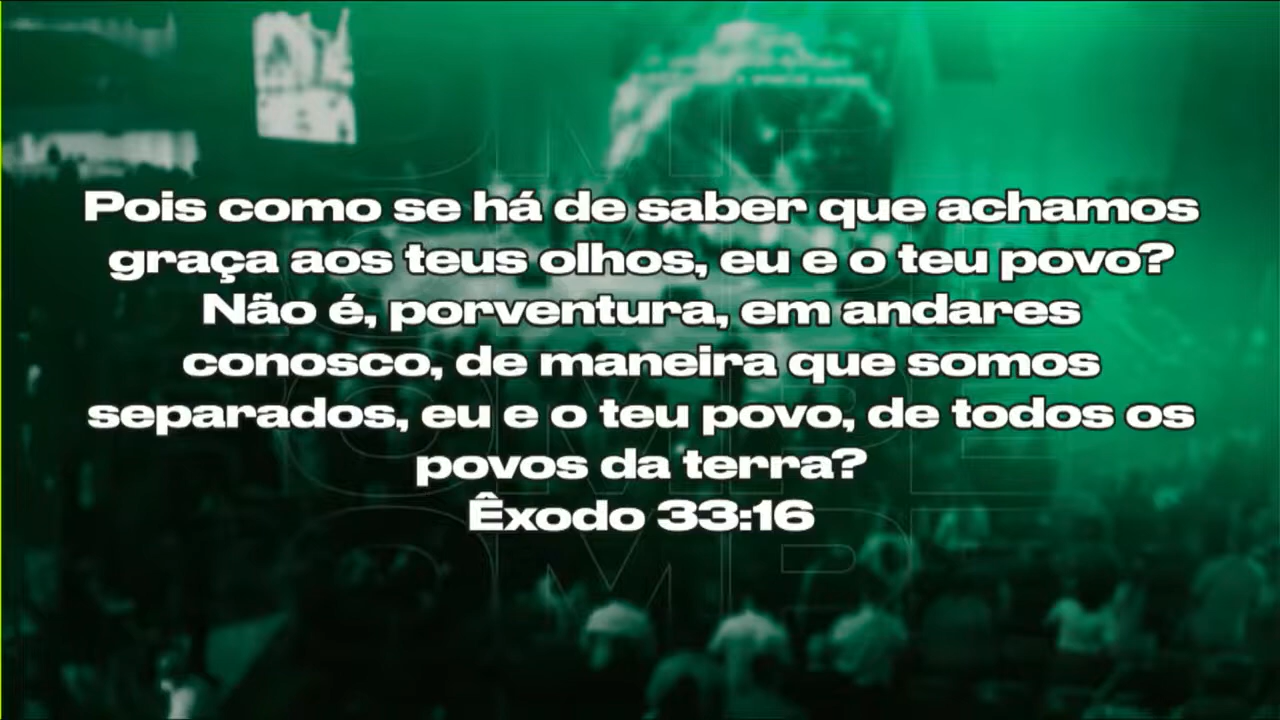 Pois como se há de saber que achamos
graça aos teus olhos, eu e o teu povo?
Não é, porventura, em andares
conosco, de maneira que somos
separados, eu e o teu povo, de todos os
povos da terra?
Êxodo 33:16